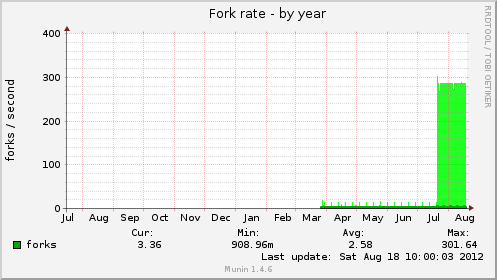 Fork rate - by year
RRDTOOL / TOBI OETIKER
forks / second
400
300
200
100
0
Jul Aug Sep Oct Nov Dec Jan Feb Mar Apr May Jun Jul Aug
Cur: Min: Avg: Max:
forks 3.36 908.96m 2.58 301.64
Last update: Sat Aug 18 10:00:03 2012
Munin 1.4.6